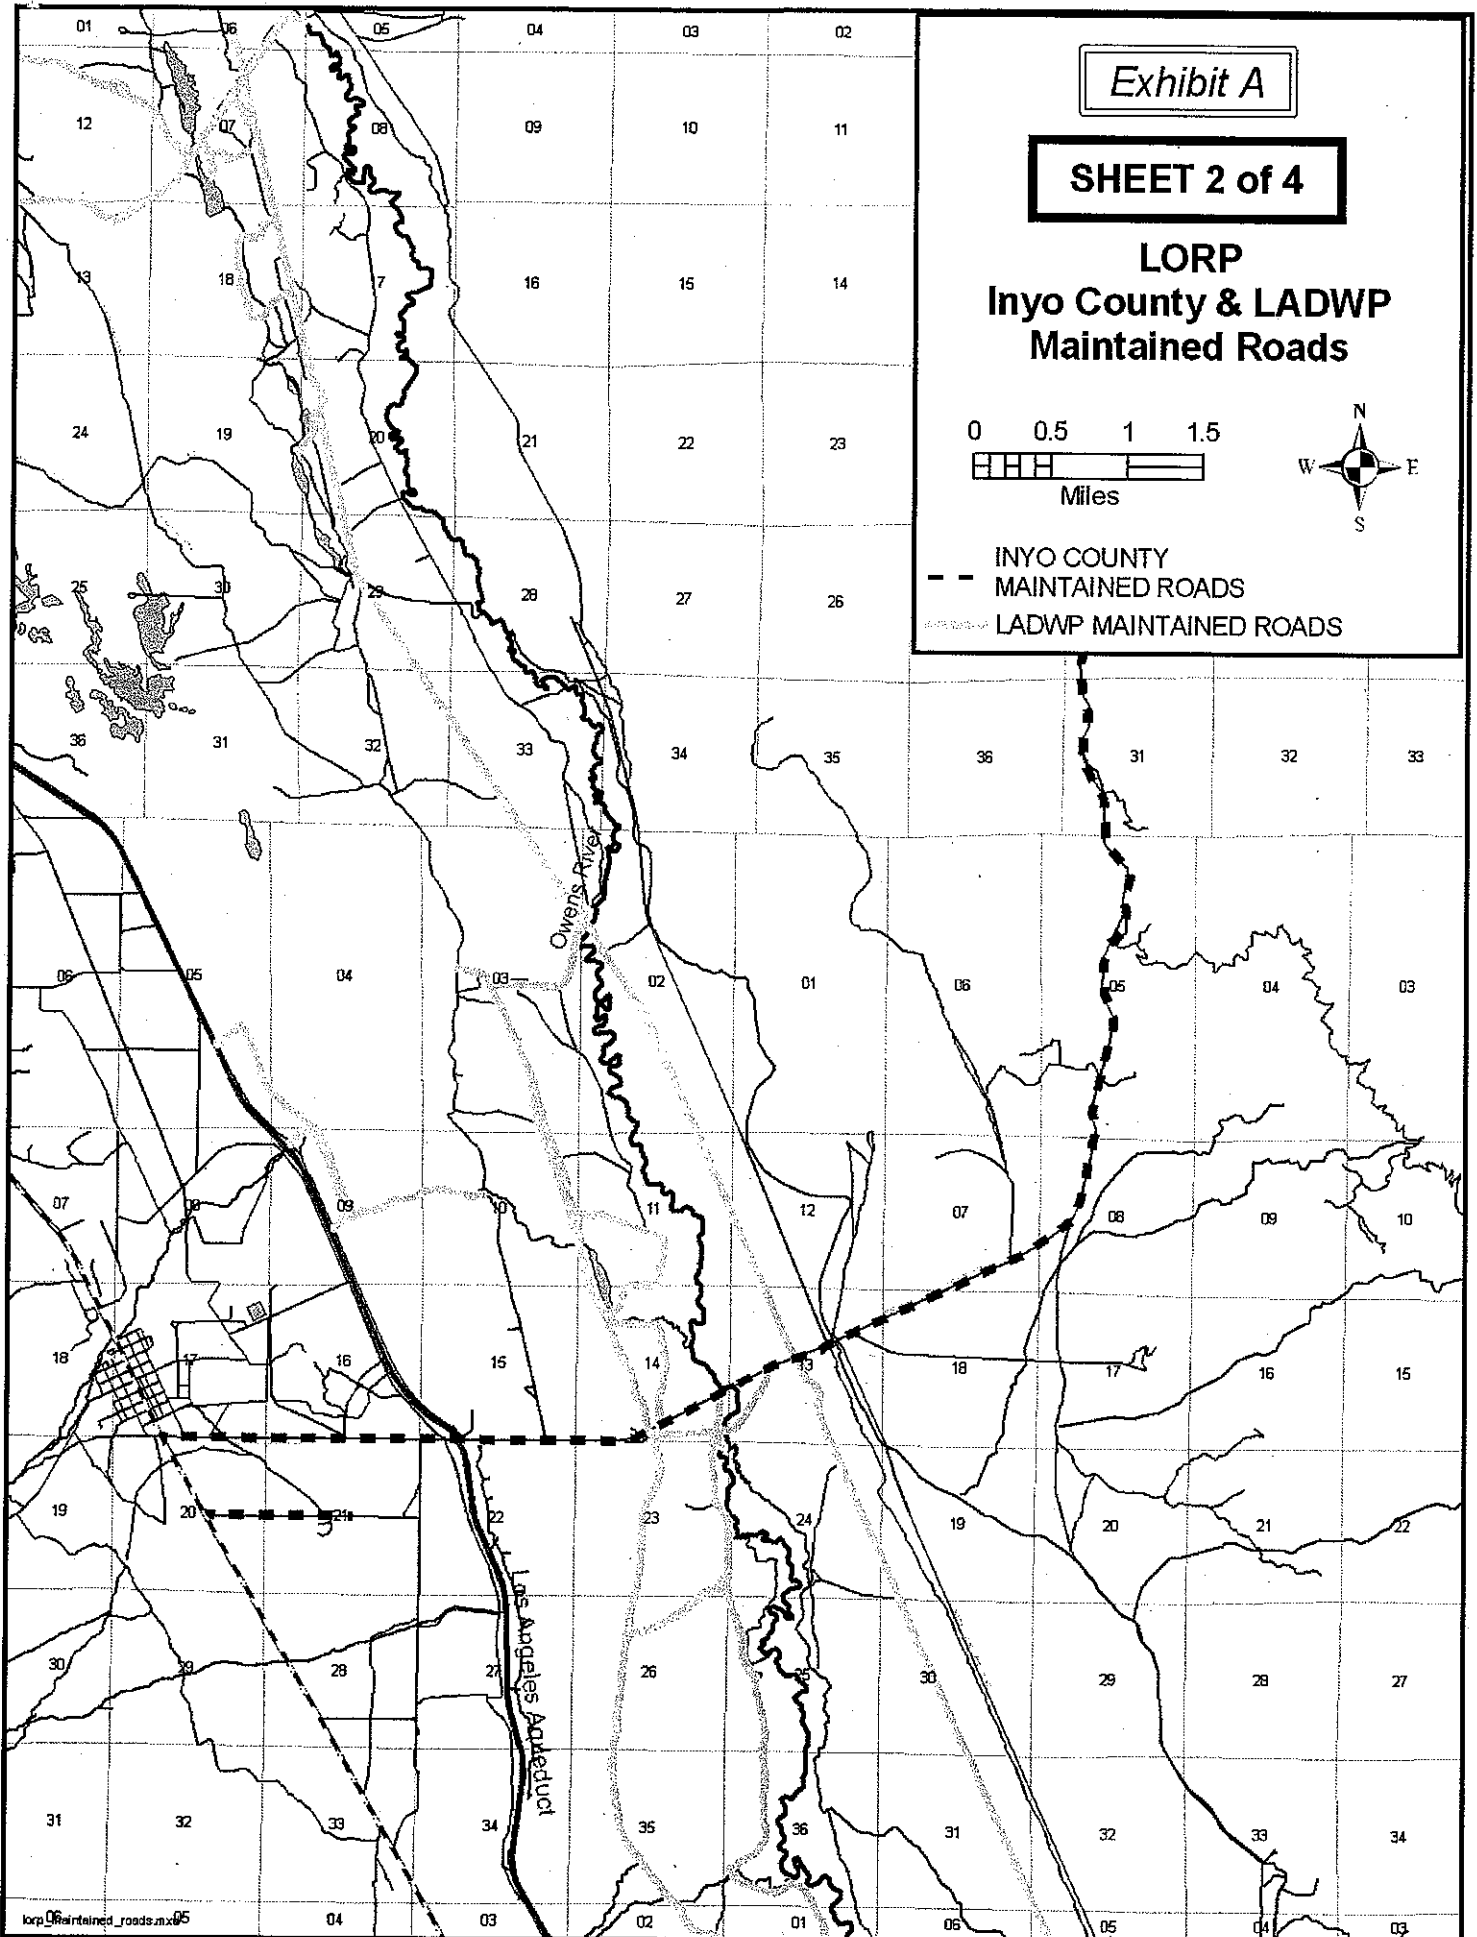 01 06 05 04 03 02
Exhibit A
SHEET 2 of 4
LORP
Inyo County & LADWP
Maintained Roads
0 0.5 1 1.5
Miles
N
W E
S
INYO COUNTY
MAINTAINED ROADS
LADWP MAINTAINED ROADS
12 07 08 09 10 11
13 18 17 16 15 14
24 19 20 21 22 23
25 30 29 28 27 26
36 31 32 33 34 35 36 31 32 33
Owens River
06 05 04 03 02 01 06 05 04 03
07 08 09 10 11 12 07 08 09 10
18 17 16 15 14 13 18 17 16 15
19 20 21 22 23 24 19 20 21 22
Los Angeles Aqueduct
30 29 28 27 26 25 30 29 28 27
31 32 33 34 35 36 31 32 33 34
06 05 04 03 02 01 06 05 04 03
lorp_maintained_roads.mxd